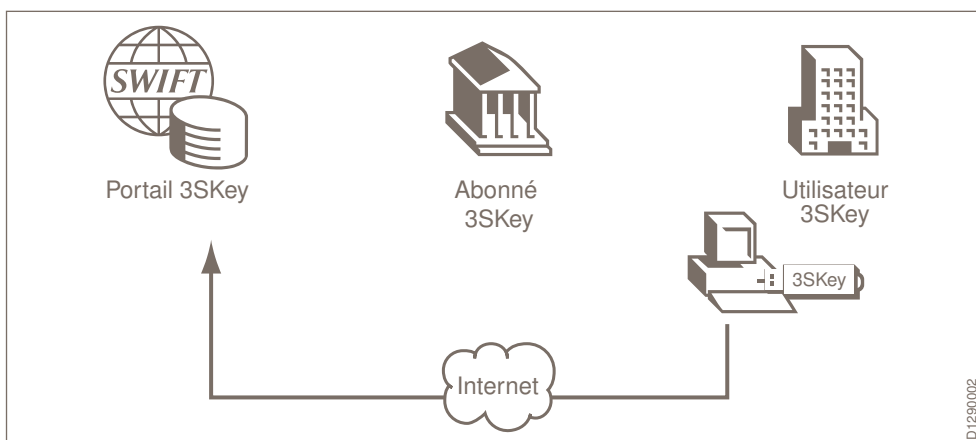 SWIFT
Portail 3SKey
Abonné
3SKey
Utilisateur
3SKey
3SKey
Internet
D1290002